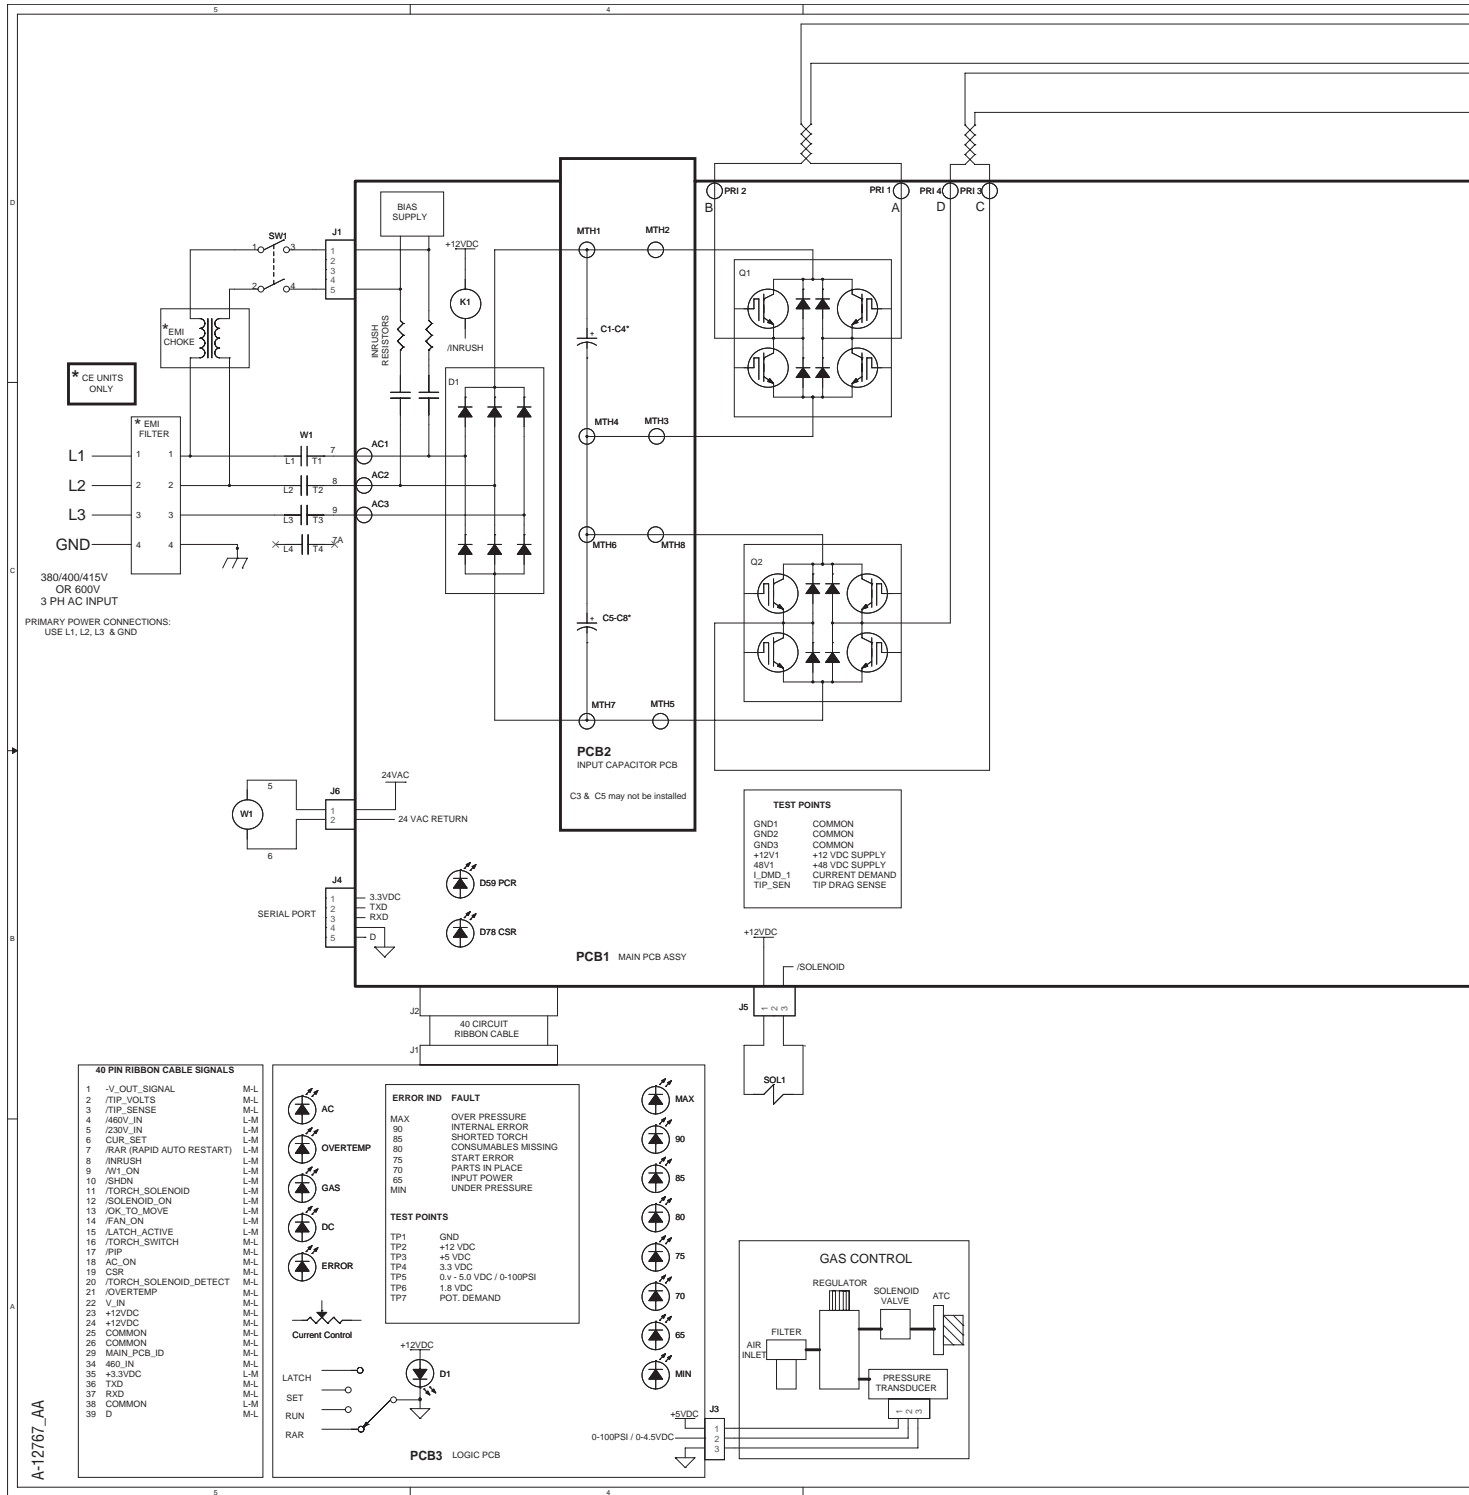 5
4
PRI 2
PRI 1
PRI 4
PRI 3
B
A
D
C
D
BIAS
SUPPLY
SW1
J1
1
3
2
4
1
2
3
4
5
+12VDC
K1
/INRUSH
INRUSH
RESISTORS
MTH1
MTH2
Q1
C1-C4*
+
* EMI
CHOKE
* CE UNITS
ONLY
D1
* EMI
FILTER
W1
MTH4
MTH3
L1
1
1
L1
T1
7
AC1
L2
2
2
L2
T2
8
AC2
L3
3
3
L3
T3
9
AC3
GND
4
4
L4
T4
7A
MTH6
MTH8
C
Q2
380/400/415V
OR 600V
3 PH AC INPUT
PRIMARY POWER CONNECTIONS:
USE L1, L2, L3 & GND
C5-C8*
+
MTH7
MTH5
PCB2
INPUT CAPACITOR PCB
C3 & C5 may not be installed
24VAC
J6
5
W1
1
2
24 VAC RETURN
6
TEST POINTS
GND1 COMMON
GND2 COMMON
GND3 COMMON
+12V1 +12 VDC SUPPLY
48V1 +48 VDC SUPPLY
I_DMD_1 CURRENT DEMAND
TIP_SEN TIP DRAG SENSE
J4
SERIAL PORT
1 3.3VDC
2 TXD
3 RXD
4
5 D
D59 PCR
D78 CSR
B
PCB1 MAIN PCB ASSY
+12VDC
/SOLENOID
J5
1
2
3
SOL1
J2
40 CIRCUIT
RIBBON CABLE
J1
40 PIN RIBBON CABLE SIGNALS
1 -V_OUT_SIGNAL M-L
2 /TIP_VOLTS M-L
3 /TIP_SENSE M-L
4 /460V_IN L-M
5 /230V_IN L-M
6 CUR_SET L-M
7 /RAR (RAPID AUTO RESTART) L-M
8 /INRUSH L-M
9 /W1_ON L-M
10 /SHDN L-M
11 /TORCH_SOLENOID L-M
12 /SOLENOID_ON L-M
13 /OK_TO_MOVE L-M
14 /FAN_ON L-M
15 /LATCH_ACTIVE L-M
16 /TORCH_SWITCH M-L
17 /PIP M-L
18 AC_ON M-L
19 CSR M-L
20 /TORCH_SOLENOID_DETECT M-L
21 /OVERTEMP M-L
22 V_IN M-L
23 +12VDC M-L
24 +12VDC M-L
25 COMMON M-L
26 COMMON M-L
29 MAIN_PCB_ID M-L
34 460_IN M-L
35 +3.3VDC L-M
36 TXD M-L
37 RXD M-L
38 COMMON L-M
39 D M-L
A-12767_AA
AC
OVERTEMP
GAS
DC
ERROR
Current Control
ERROR IND FAULT
MAX OVER PRESSURE
90 INTERNAL ERROR
85 SHORTED TORCH
80 CONSUMABLES MISSING
75 START ERROR
70 PARTS IN PLACE
65 INPUT POWER
MIN UNDER PRESSURE
TEST POINTS
TP1 GND
TP2 +12 VDC
TP3 +5 VDC
TP4 3.3 VDC
TP5 0.v - 5.0 VDC / 0-100PSI
TP6 1.8 VDC
TP7 POT. DEMAND
MAX
90
85
80
75
70
65
MIN
+12VDC
D1
LATCH
SET
RUN
RAR
PCB3 LOGIC PCB
+5VDC
J3
0-100PSI / 0-4.5VDC
1
2
3
GAS CONTROL
REGULATOR
SOLENOID
VALVE
ATC
FILTER
AIR
INLET
PRESSURE
TRANSDUCER
1
2
3
A
5
4